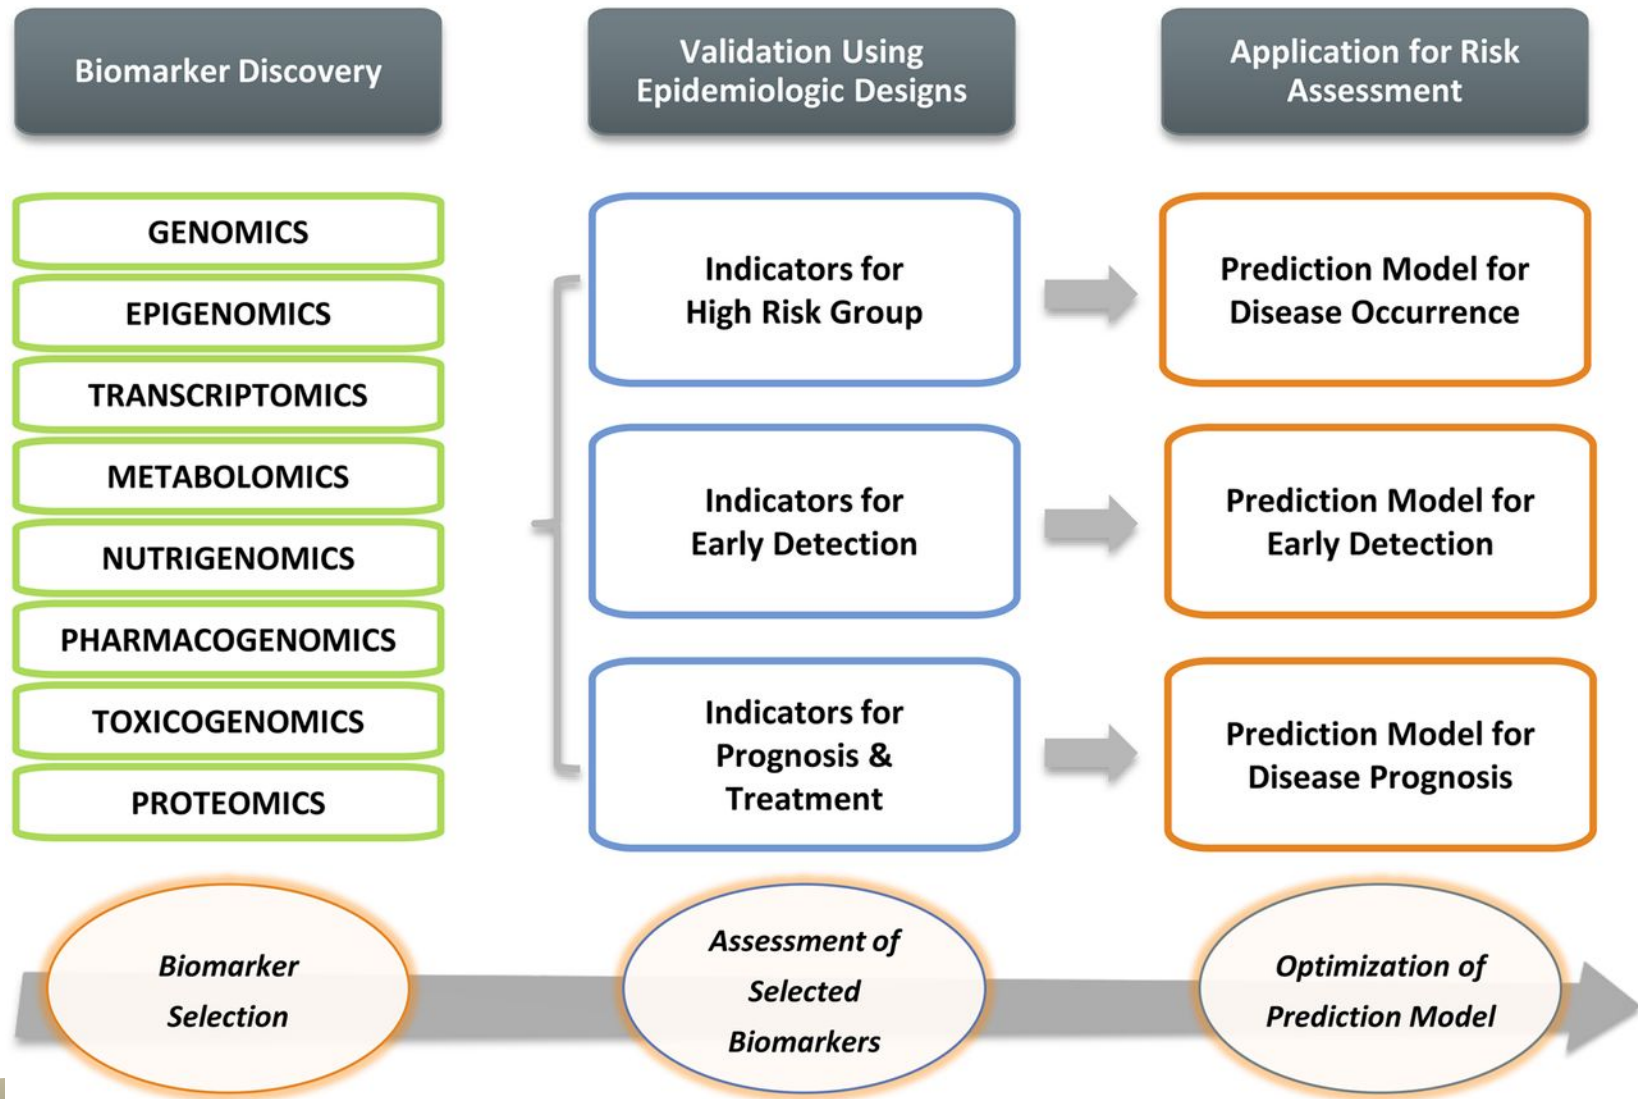 Biomarker Discovery
Validation Using
Epidemiologic Designs
Application for Risk
Assessment
GENOMICS
EPIGENOMICS
TRANSCRIPTOMICS
METABOLOMICS
NUTRIGENOMICS
PHARMACOGENOMICS
TOXICOGENOMICS
PROTEOMICS
Indicators for
High Risk Group
Indicators for
Early Detection
Indicators for
Prognosis &
Treatment
Prediction Model for
Disease Occurrence
Prediction Model for
Early Detection
Prediction Model for
Disease Prognosis
Biomarker
Selection
Assessment of
Selected
Biomarkers
Optimization of
Prediction Model